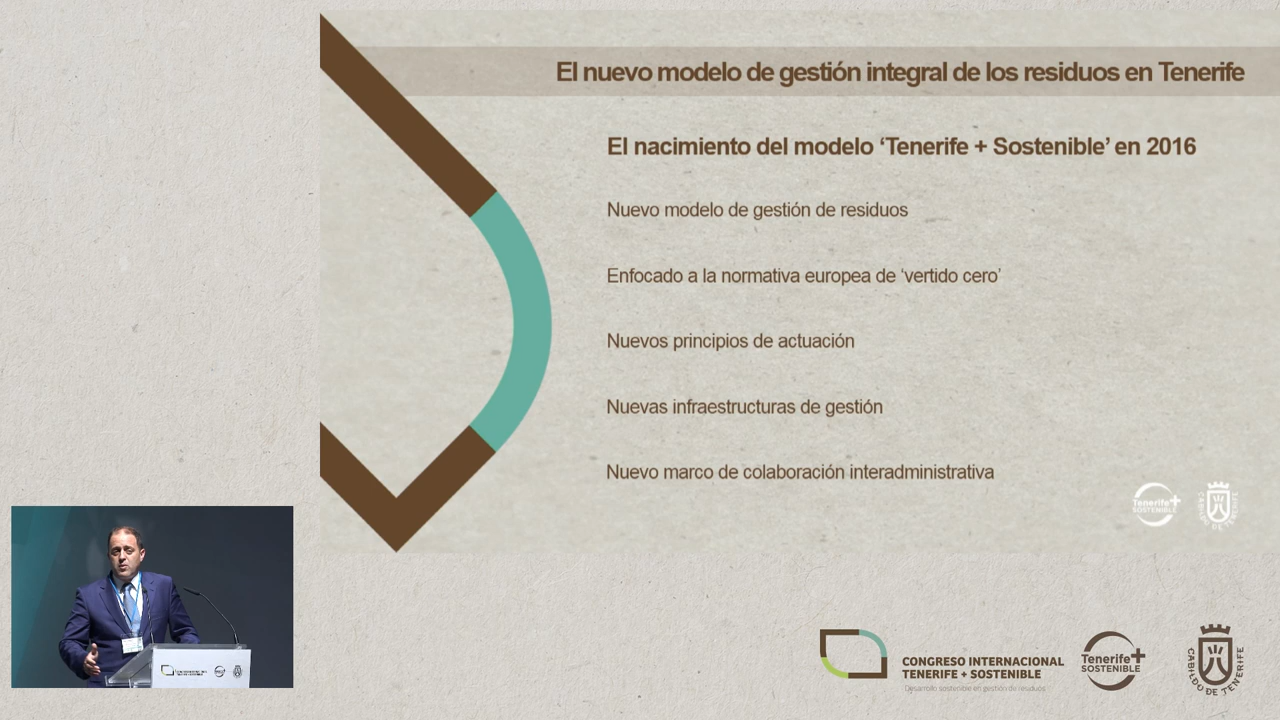 El nuevo modelo de gestión integral de los residuos en Tenerife
El nacimiento del modelo ‘Tenerife + Sostenible’ en 2016
Nuevo modelo de gestión de residuos
Enfocado a la normativa europea de ‘vertido cero’
Nuevos principios de actuación
Nuevas infraestructuras de gestión
Nuevo marco de colaboración interadministrativa
Tenerife+
SOSTENIBLE
CABILDO DE TENERIFE
CONGRESO INTERNACIONAL
TENERIFE + SOSTENIBLE
Desarrollo sostenible en gestión de residuos
Tenerife+
SOSTENIBLE
CABILDO DE TENERIFE